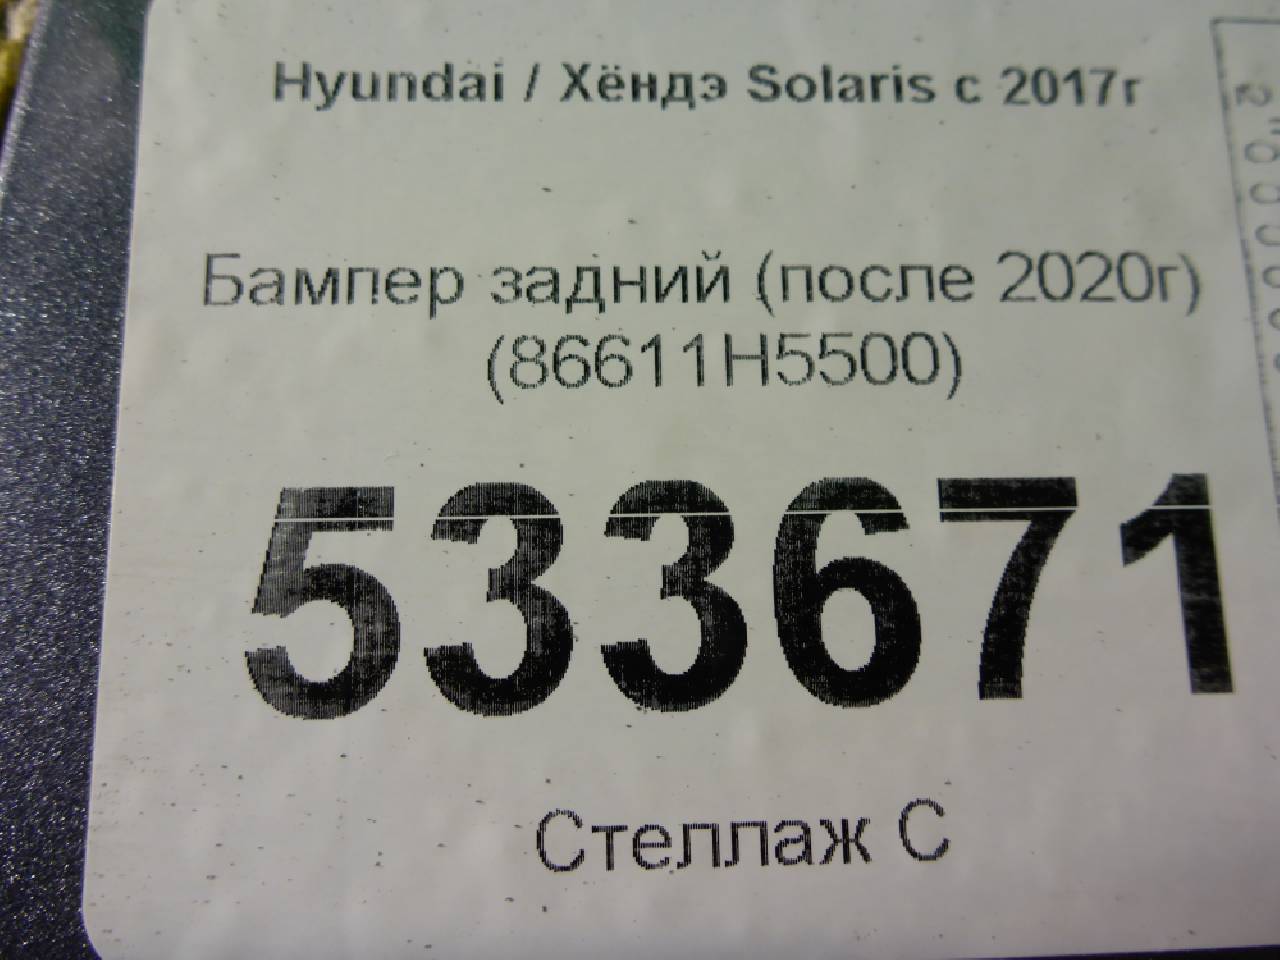 Hyundai / Хёндэ Solaris с 2017г
Бампер задний (после 2020г)
(86611H5500)
533671
Стеллаж С